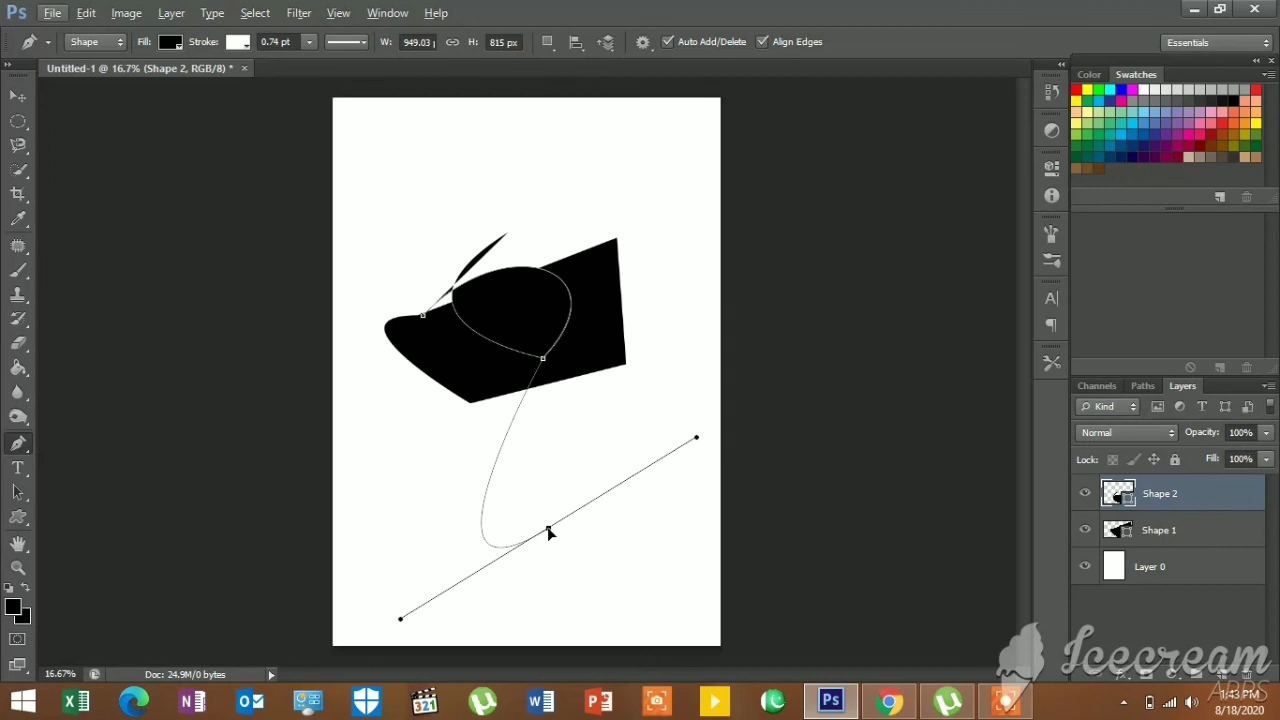 Ps File Edit Image Layer Type Select Filter View Window Help
Shape Fill: Stroke: 0.74 pt W: 949.03 H: 815 px Auto Add/Delete Align Edges Essentials
Untitled-1 @ 16.7% (Shape 2, RGB/8) * ×
Color Swatches
Channels Paths Layers
Kind
Normal Opacity: 100%
Lock: Fill: 100%
Shape 2
Shape 1
Layer 0
16.67% Doc: 24.9M/0 bytes
Icecream
APPS
1:43 PM
8/18/2020
321